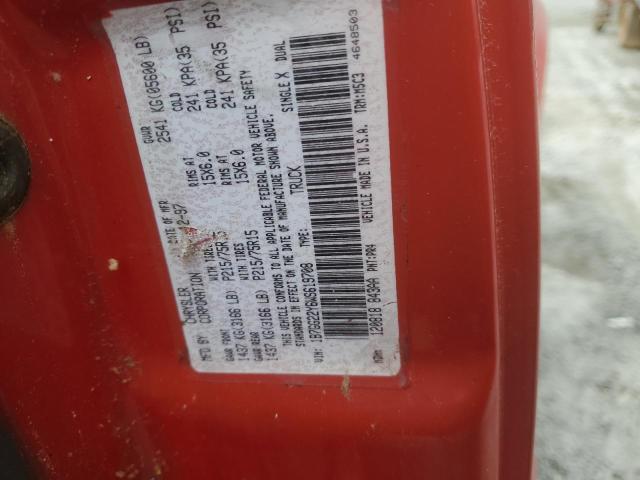 MFD BY CHRYSLER CORPORATION
DATE OF MFR 2-97
GVWR 2541 KG(05600 LB)
GAWR FRONT WITH TIRES RIMS AT COLD
1437 KG(3166 LB) P215/75R15 15X6.0 241 KPA(35 PSI)
GAWR REAR WITH TIRES RIMS AT COLD
1437 KG(3166 LB) P215/75R15 15X6.0 241 KPA(35 PSI)
THIS VEHICLE CONFORMS TO ALL APPLICABLE FEDERAL MOTOR VEHICLE SAFETY
STANDARDS IN EFFECT ON THE DATE OF MANUFACTURE SHOWN ABOVE.
VIN: 1B7GG22Y6WS619708 TYPE: TRUCK SINGLE X DUAL
MDH: 120818 043AA PNT:PR4 VEHICLE MADE IN U.S.A. TRM:M5C3
4648503